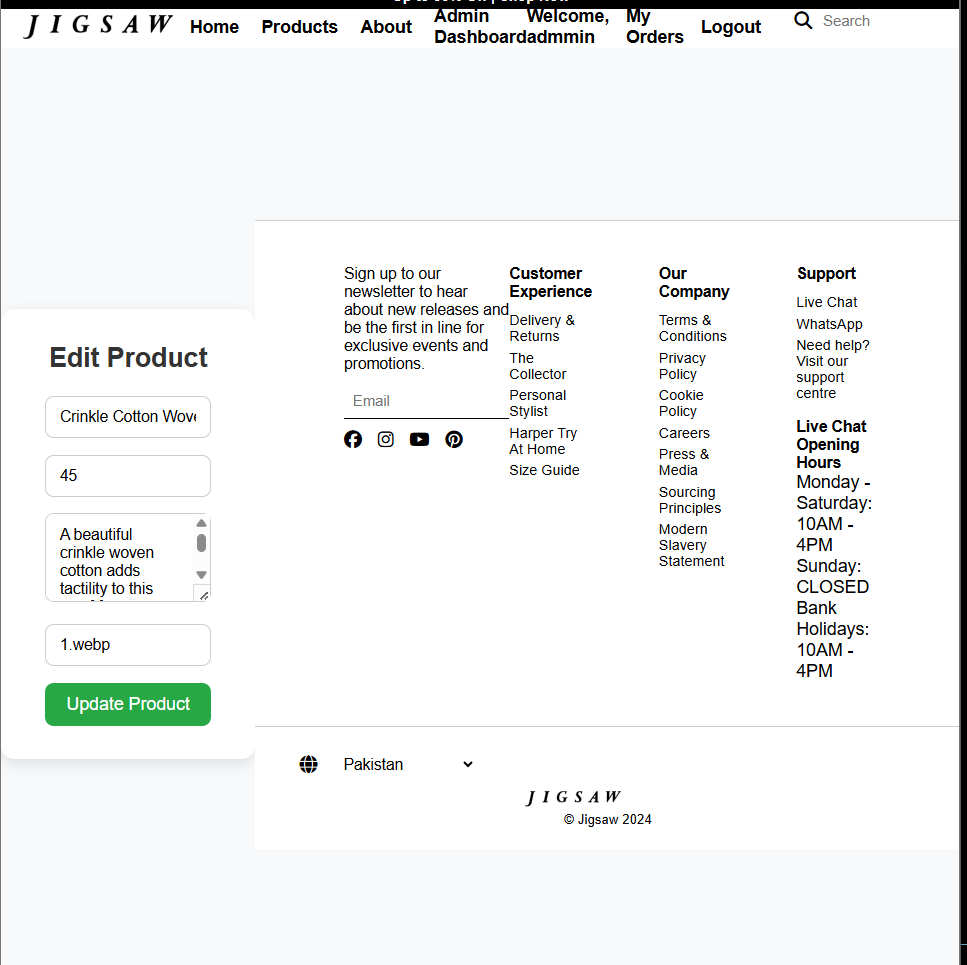 JIGSAW
Home
Products
About
Admin
Dashboard
Welcome,
admmin
My
Orders
Logout
Search
Edit Product
Crinkle Cotton Wove
45
A beautiful
crinkle woven
cotton adds
tactility to this
1.webp
Update Product
Sign up to our
newsletter to hear
about new releases and
be the first in line for
exclusive events and
promotions.
Email
Customer
Experience
Delivery &
Returns
The
Collector
Personal
Stylist
Harper Try
At Home
Size Guide
Our
Company
Terms &
Conditions
Privacy
Policy
Cookie
Policy
Careers
Press &
Media
Sourcing
Principles
Modern
Slavery
Statement
Support
Live Chat
WhatsApp
Need help?
Visit our
support
centre
Live Chat
Opening
Hours
Monday -
Saturday:
10AM -
4PM
Sunday:
CLOSED
Bank
Holidays:
10AM -
4PM
Pakistan
JIGSAW
© Jigsaw 2024